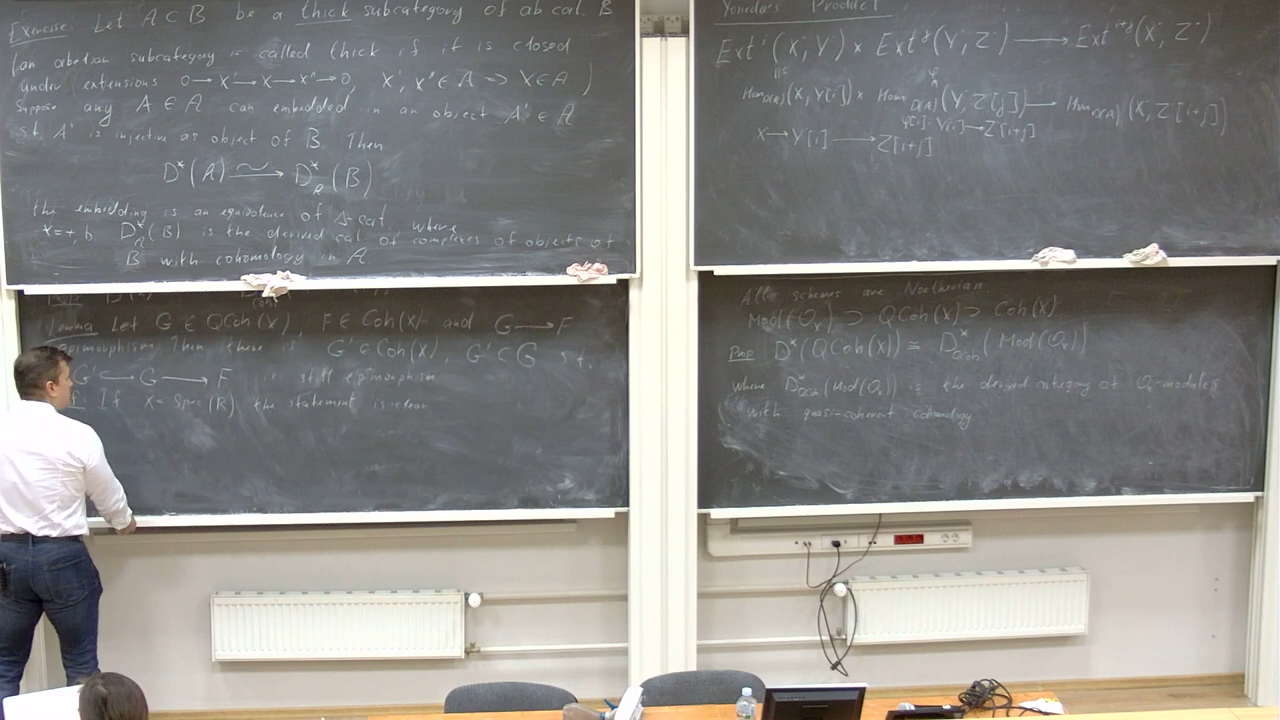 Exercise: Let A ⊂ B be a thick subcategory of ab cat. B
(an abelian subcategory is called thick if it is closed
under extensions 0→X'→X→X''→0, X', X'' ∈ A ⇒ X ∈ A)
Suppose any A ∈ A can embedded in an object A' ∈ A
s.t. A' is injective as object of B. Then
D*(A) ⥲ D*_A(B)
the embedding is an equivalence of Δ-cat. where
*=+, b D*_A(B) is the derived cat of complexes of objects of
B with cohomology in A
Lemma Let G ∈ QCoh(X), F ∈ Coh(X) and G → F
epimorphism. Then there is G' ∈ Coh(X), G' ⊂ G s.t.
G' ↪ G → F is still epimorphism
If X = Spec(R) the statement is clear
Yoneda's Product
Ext^i(X, Y) × Ext^j(Y, Z) → Ext^{i+j}(X, Z)
Hom_{D(A)}(X, Y[i]) × Hom_{D(A)}(Y, Z[j]) → Hom_{D(A)}(X, Z[i+j])
φ[i]: Y[i] → Z[i+j]
X → Y[i] → Z[i+j]
All schemes are Noetherian
Mod(O_X) ⊃ QCoh(X) ⊃ Coh(X)
Prop D*(QCoh(X)) ≅ D*_{QCoh}(Mod(O_X))
where D*_{QCoh}(Mod(O_X)) is the derived category of O_X-modules
with quasi-coherent cohomology